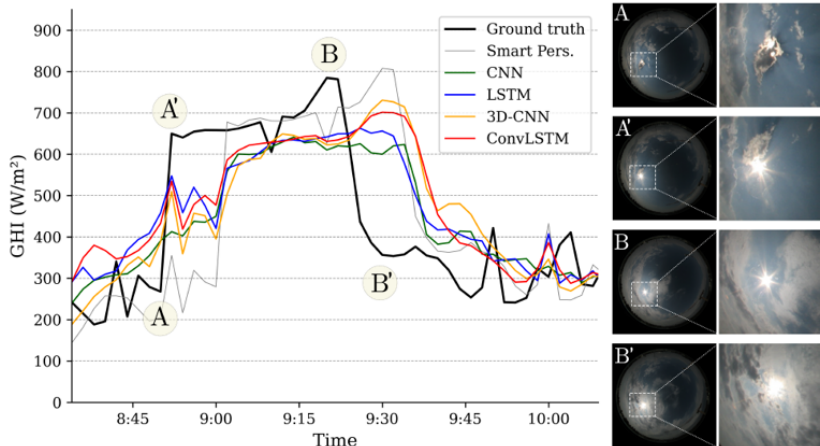 GHI (W/m²)
900
800
700
600
500
400
300
200
100
0
8:45
9:00
9:15
9:30
9:45
10:00
Time
Ground truth
Smart Pers.
CNN
LSTM
3D-CNN
ConvLSTM
A
A'
B
B'
A
A'
B
B'